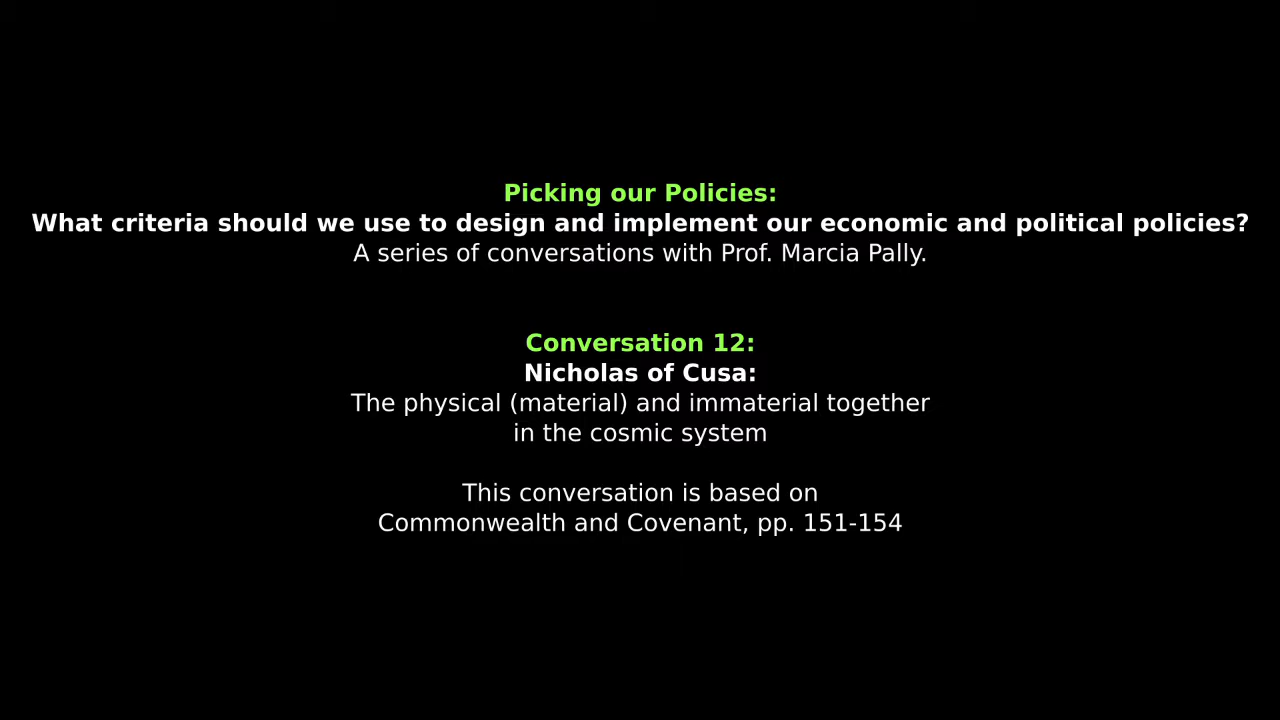 Picking our Policies:
What criteria should we use to design and implement our economic and political policies?
A series of conversations with Prof. Marcia Pally.
Conversation 12:
Nicholas of Cusa:
The physical (material) and immaterial together
in the cosmic system
This conversation is based on
Commonwealth and Covenant, pp. 151-154